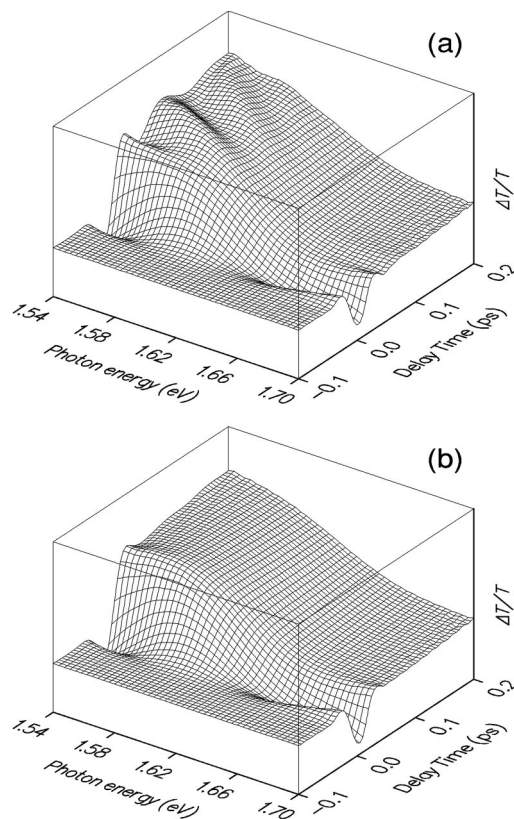 (a)
ΔT/T
0.2
0.1
0.0
−0.1
Delay Time (ps)
1.54
1.58
1.62
1.66
1.70
Photon energy (eV)
(b)
ΔT/T
0.2
0.1
0.0
−0.1
Delay Time (ps)
1.54
1.58
1.62
1.66
1.70
Photon energy (eV)